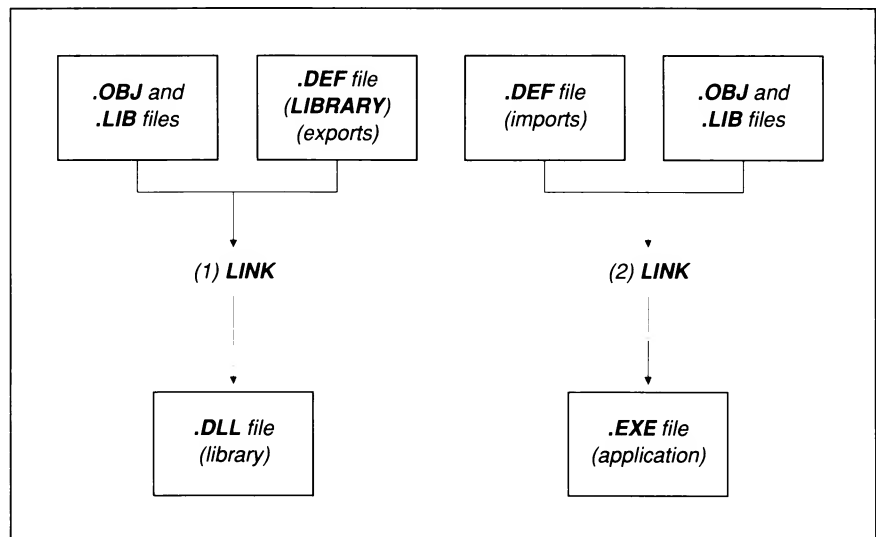 .OBJ and
.LIB files
.DEF file
(LIBRARY)
(exports)
.DEF file
(imports)
.OBJ and
.LIB files
(1) LINK
(2) LINK
.DLL file
(library)
.EXE file
(application)